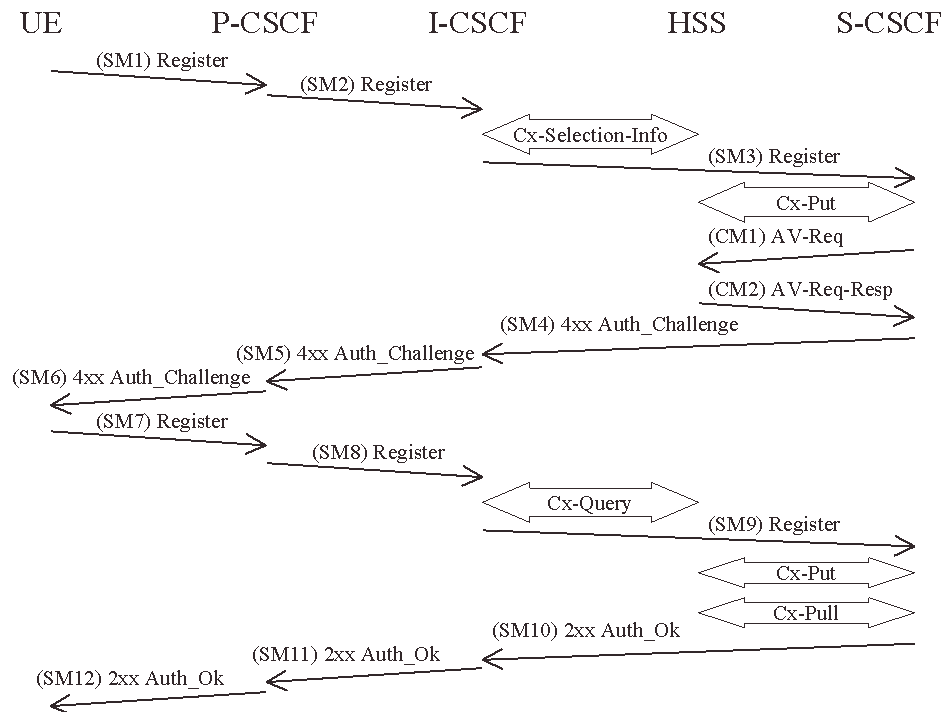 UE P-CSCF I-CSCF HSS S-CSCF
(SM1) Register
(SM2) Register
Cx-Selection-Info
(SM3) Register
Cx-Put
(CM1) AV-Req
(CM2) AV-Req-Resp
(SM4) 4xx Auth_Challenge
(SM5) 4xx Auth_Challenge
(SM6) 4xx Auth_Challenge
(SM7) Register
(SM8) Register
Cx-Query
(SM9) Register
Cx-Put
Cx-Pull
(SM10) 2xx Auth_Ok
(SM11) 2xx Auth_Ok
(SM12) 2xx Auth_Ok